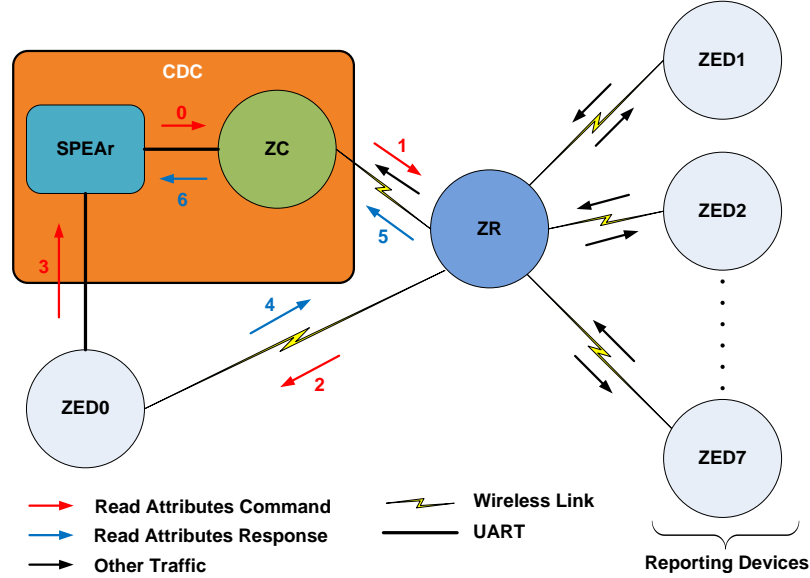 CDC
SPEAr
0
ZC
6
1
5
3
4
2
ZR
ZED0
ZED1
ZED2
ZED7
Read Attributes Command
Read Attributes Response
Other Traffic
Wireless Link
UART
Reporting Devices